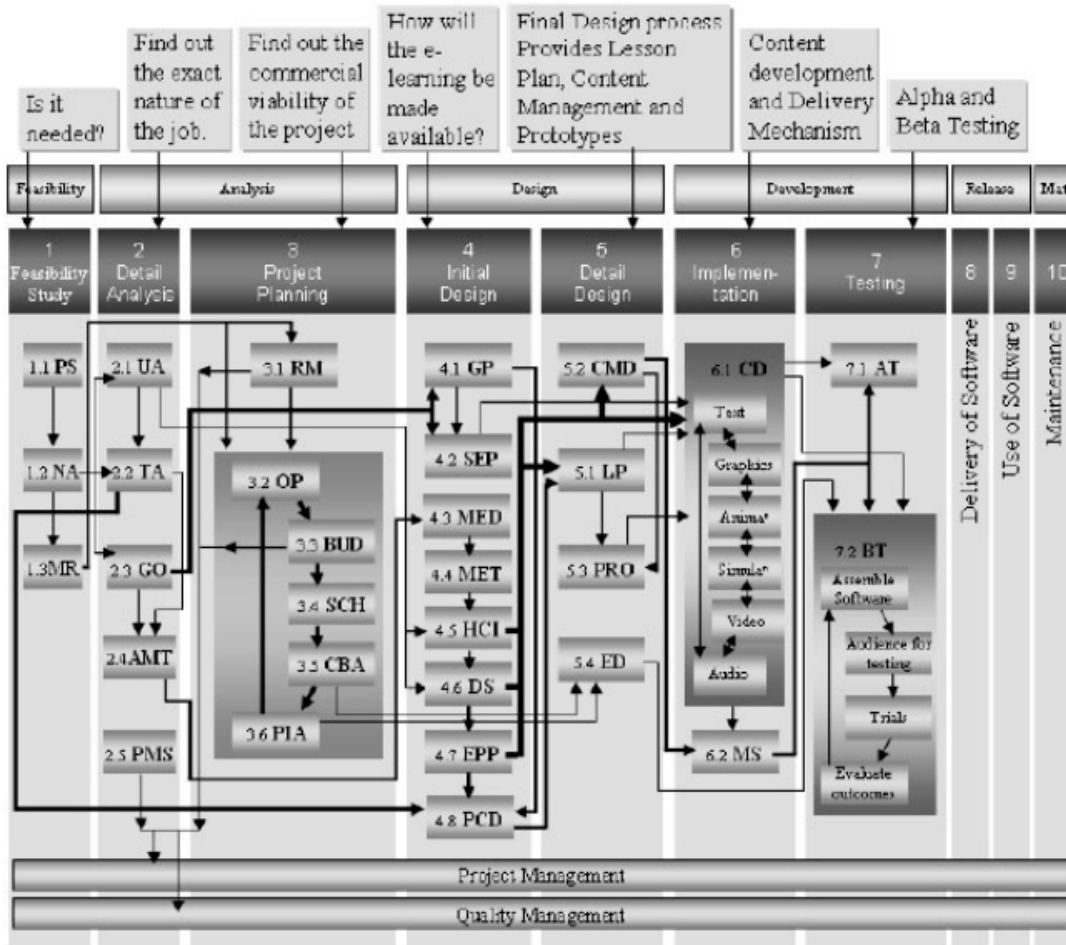 Is it
needed?
Find out
the exact
nature of
the job.
Find out the
commercial
viability of
the project
How will
the e-
learning be
made
available?
Final Design process
Provides Lesson
Plan, Content
Management and
Prototypes
Content
development
and Delivery
Mechanism
Alpha and
Beta Testing
Feasibility
Analysis
Design
Development
Release
Mat
1
Feasibility
Study
2
Detail
Analysis
3
Project
Planning
4
Initial
Design
5
Detail
Design
6
Implemen-
tation
7
Testing
8
9
10
1.1 PS
1.2 NA
1.3 MR
2.1 UA
2.2 TA
2.3 GO
2.4 AMT
2.5 PMS
3.1 RM
3.2 OP
3.3 BUD
3.4 SCH
3.5 CBA
3.6 PIA
4.1 GP
4.2 SEP
4.3 MED
4.4 MET
4.5 HCI
4.6 DS
4.7 EPP
4.8 PCD
5.2 CMD
5.1 LP
5.3 PRO
5.4 ED
6.1 CD
Text
Graphics
Animaⁿ
Simulaⁿ
Video
Audio
6.2 MS
7.1 AT
7.2 BT
Assemble
Software
Audience for
testing
Trials
Evaluate
outcomes
Delivery of Software
Use of Software
Maintenance
Project Management
Quality Management